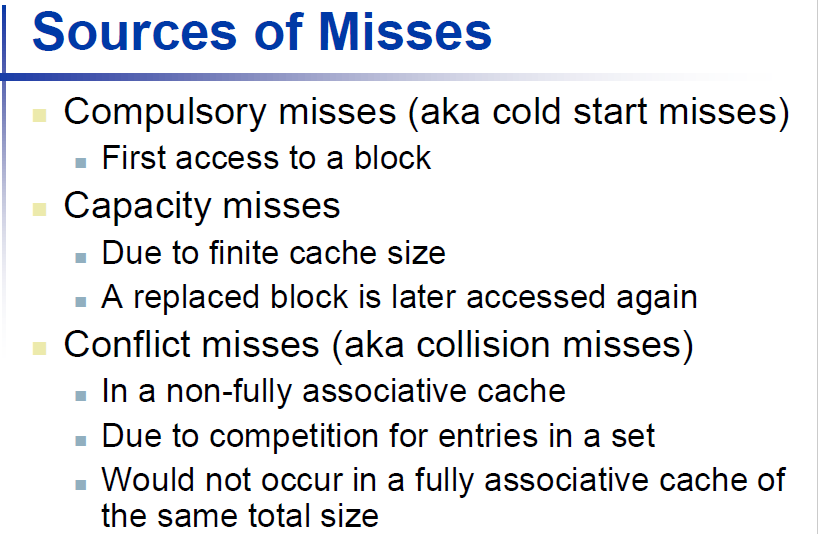 Sources of Misses
Compulsory misses (aka cold start misses)
First access to a block
Capacity misses
Due to finite cache size
A replaced block is later accessed again
Conflict misses (aka collision misses)
In a non-fully associative cache
Due to competition for entries in a set
Would not occur in a fully associative cache of
the same total size